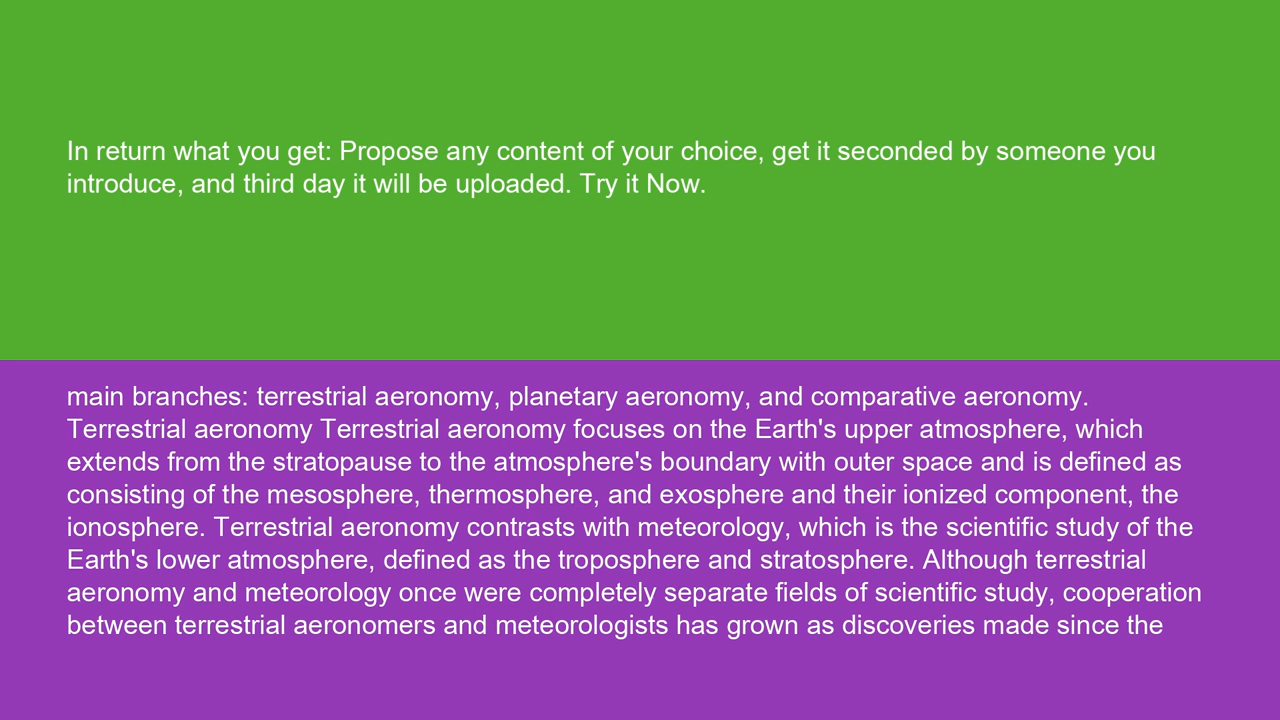 In return what you get: Propose any content of your choice, get it seconded by someone you
introduce, and third day it will be uploaded. Try it Now.
main branches: terrestrial aeronomy, planetary aeronomy, and comparative aeronomy.
Terrestrial aeronomy Terrestrial aeronomy focuses on the Earth's upper atmosphere, which
extends from the stratopause to the atmosphere's boundary with outer space and is defined as
consisting of the mesosphere, thermosphere, and exosphere and their ionized component, the
ionosphere. Terrestrial aeronomy contrasts with meteorology, which is the scientific study of the
Earth's lower atmosphere, defined as the troposphere and stratosphere. Although terrestrial
aeronomy and meteorology once were completely separate fields of scientific study, cooperation
between terrestrial aeronomers and meteorologists has grown as discoveries made since the